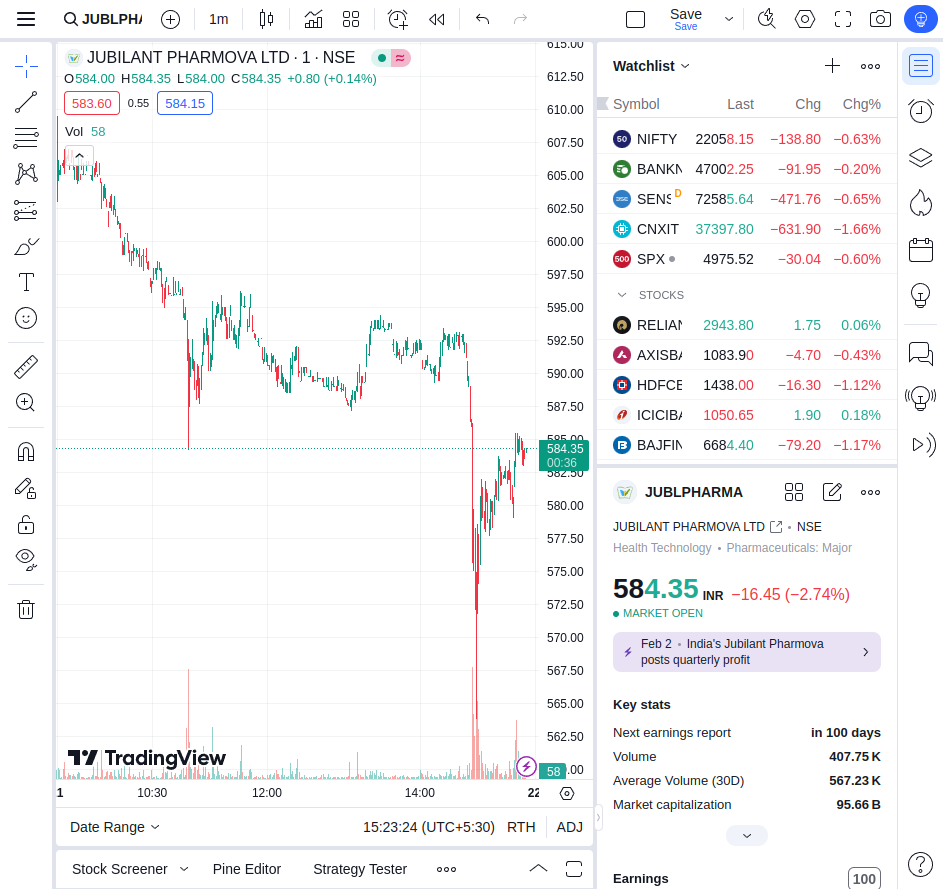 JUBLPHA
1m
Save
Save
JUBILANT PHARMOVA LTD · 1 · NSE
O584.00 H584.35 L584.00 C584.35 +0.80 (+0.14%)
583.60 0.55 584.15
Vol 58
615.00
612.50
610.00
607.50
605.00
602.50
600.00
597.50
595.00
592.50
590.00
587.50
585.00
584.35
00:36
582.50
580.00
577.50
575.00
572.50
570.00
567.50
565.00
562.50
58
.00
TradingView
1 10:30 12:00 14:00 22
Date Range
15:23:24 (UTC+5:30) RTH ADJ
Stock Screener Pine Editor Strategy Tester
Watchlist
Symbol Last Chg Chg%
50 NIFTY 22058.15 −138.80 −0.63%
BANKN 47002.25 −91.95 −0.20%
SENS D 72585.64 −471.76 −0.65%
CNXIT 37397.80 −631.90 −1.66%
500 SPX 4975.52 −30.04 −0.60%
STOCKS
RELIAN 2943.80 1.75 0.06%
AXISBA 1083.90 −4.70 −0.43%
HDFCE 1438.00 −16.30 −1.12%
ICICIBA 1050.65 1.90 0.18%
BAJFIN 6684.40 −79.20 −1.17%
JUBLPHARMA
JUBILANT PHARMOVA LTD · NSE
Health Technology • Pharmaceuticals: Major
584.35 INR −16.45 (−2.74%)
MARKET OPEN
Feb 2 • India's Jubilant Pharmova
posts quarterly profit
Key stats
Next earnings report in 100 days
Volume 407.75 K
Average Volume (30D) 567.23 K
Market capitalization 95.66 B
Earnings
100